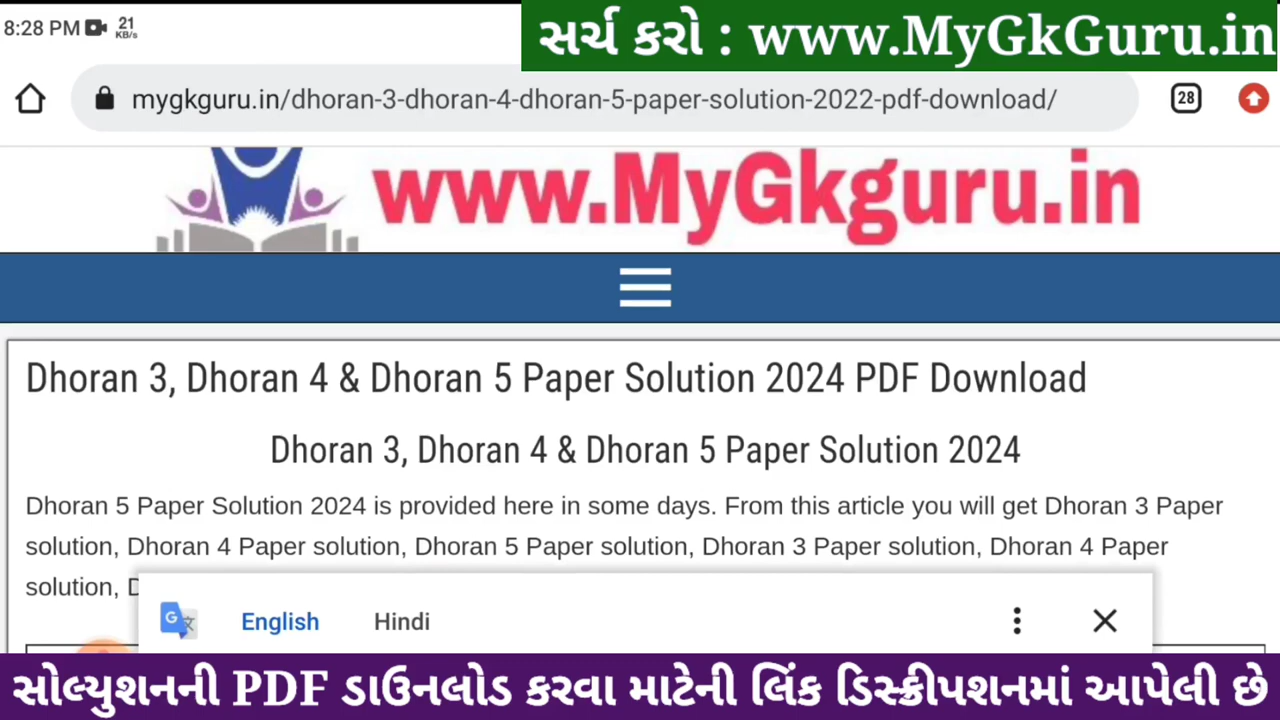 8:28 PM 21 KB/s
સર્ચ કરો : www.MyGkGuru.in
mygkguru.in/dhoran-3-dhoran-4-dhoran-5-paper-solution-2022-pdf-download/
28
www.MyGkguru.in
Dhoran 3, Dhoran 4 & Dhoran 5 Paper Solution 2024 PDF Download
Dhoran 3, Dhoran 4 & Dhoran 5 Paper Solution 2024
Dhoran 5 Paper Solution 2024 is provided here in some days. From this article you will get Dhoran 3 Paper
solution, Dhoran 4 Paper solution, Dhoran 5 Paper solution, Dhoran 3 Paper solution, Dhoran 4 Paper
solution,
English Hindi
સોલ્યુશનની PDF ડાઉનલોડ કરવા માટેની લિંક ડિસ્ક્રીપશનમાં આપેલી છે